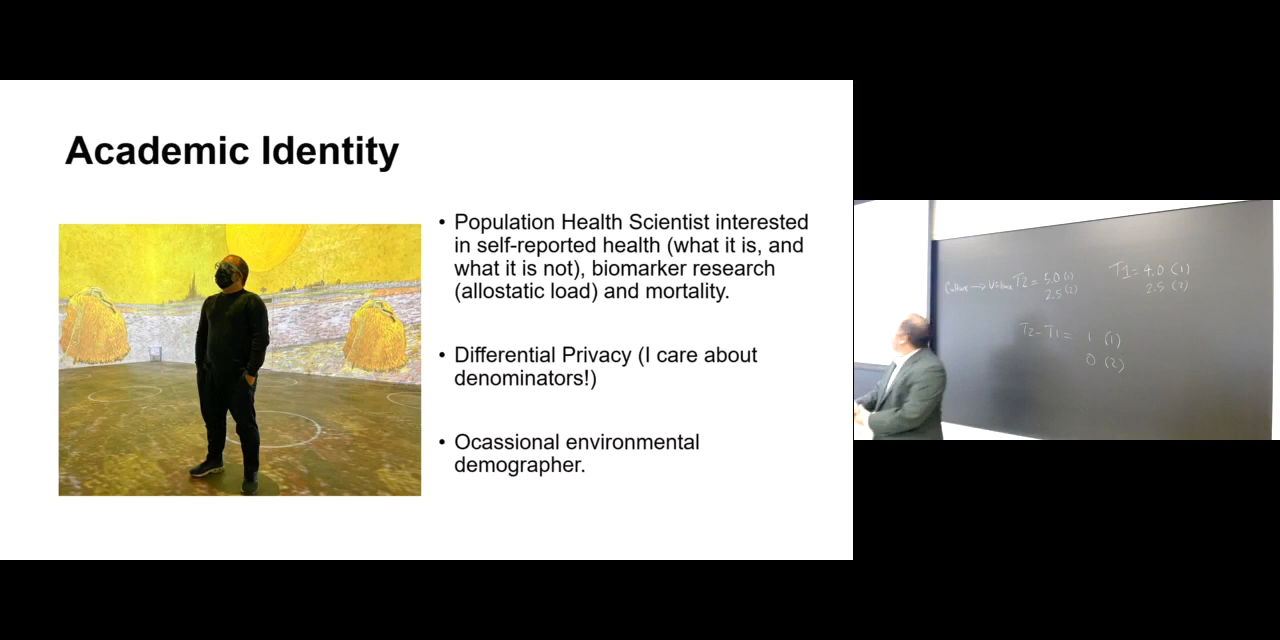 Academic Identity
• Population Health Scientist interested
in self-reported health (what it is, and
what it is not), biomarker research
(allostatic load) and mortality.
• Differential Privacy (I care about
denominators!)
• Ocassional environmental
demographer.
Culture → T2 = 5.0 (1)
2.5 (2)
T1 = 4.0 (1)
2.5 (2)
T2 - T1 = 1 (1)
0 (2)